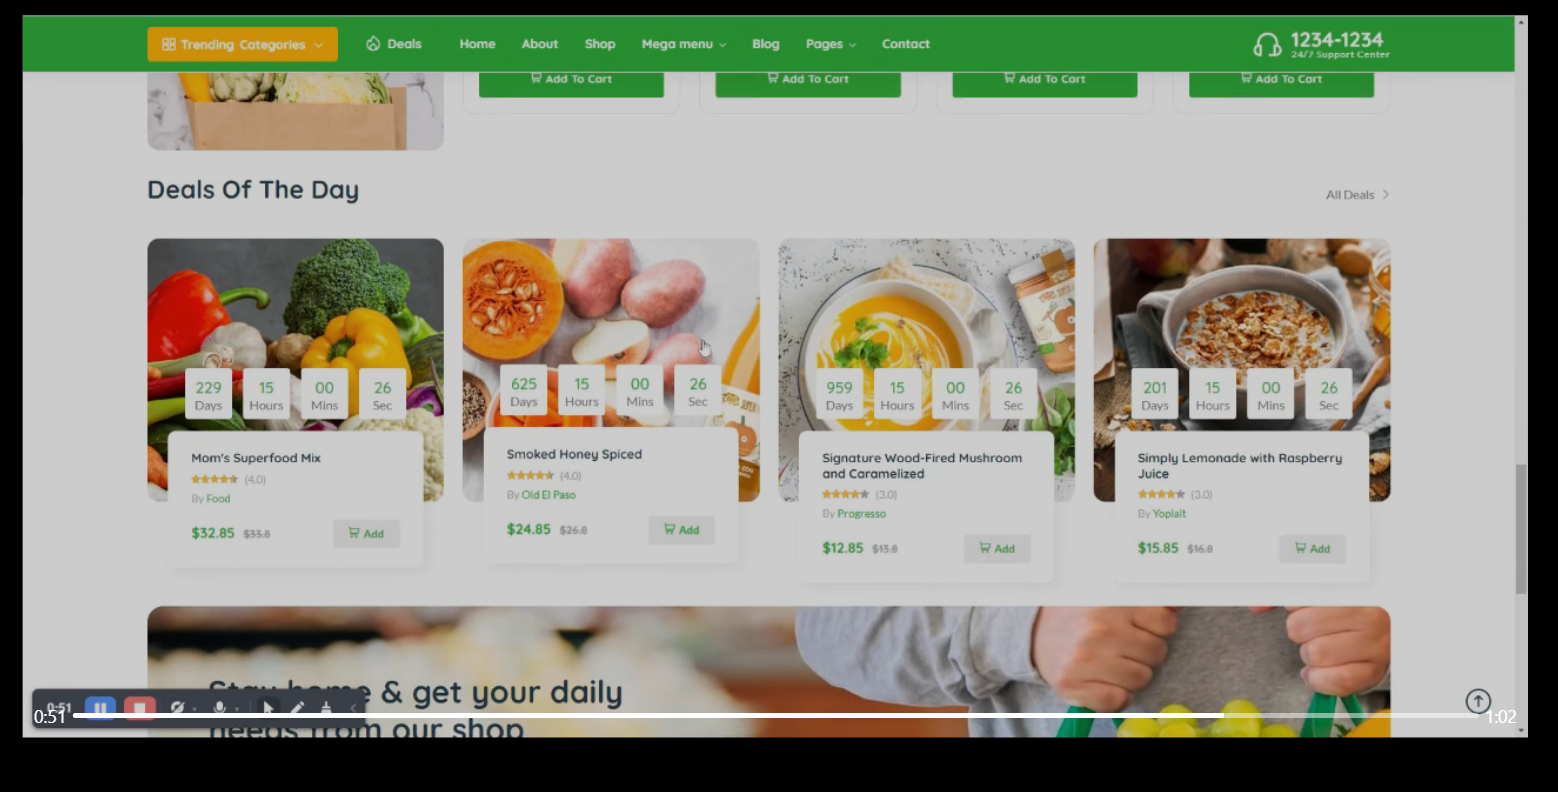 Trending Categories
Deals
Home
About
Shop
Mega menu
Blog
Pages
Contact
1234-1234
24/7 Support Center
Add To Cart
Add To Cart
Add To Cart
Add To Cart
Deals Of The Day
All Deals
229 15 00 26
Days Hours Mins Sec
Mom's Superfood Mix
(4.0)
By Food
$32.85 $33.8
Add
625 15 00 26
Days Hours Mins Sec
Smoked Honey Spiced
(4.0)
By Old El Paso
$24.85 $26.8
Add
959 15 00 26
Days Hours Mins Sec
Signature Wood-Fired Mushroom
and Caramelized
(3.0)
By Progresso
$12.85 $13.8
Add
201 15 00 26
Days Hours Mins Sec
Simply Lemonade with Raspberry
Juice
(3.0)
By Yoplait
$15.85 $16.8
Add
Stay home & get your daily
needs from our shop
0:51
0:51
1:02